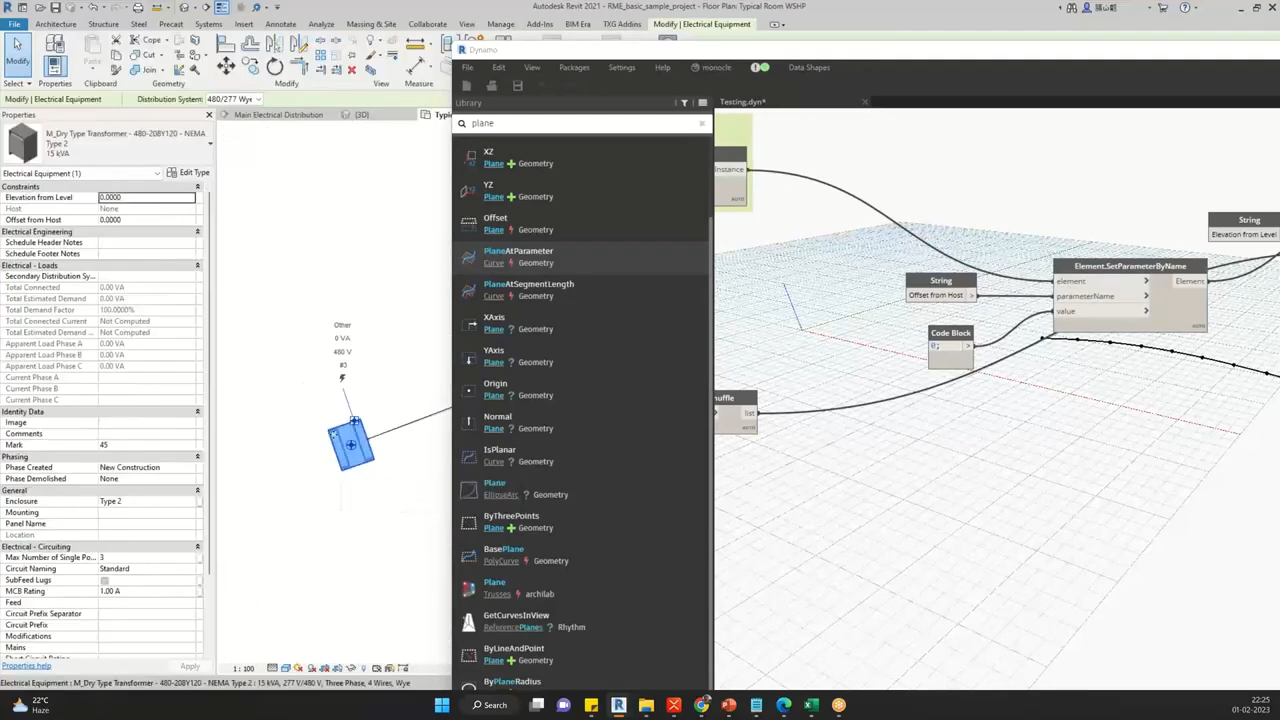 Autodesk Revit 2021 - RME_basic_sample_project - Floor Plan: Typical Room WSHP
File Architecture Structure Steel Precast Systems Insert Annotate Analyze Massing & Site Collaborate View Manage Add-Ins BIM Era TXG Addins Modify | Electrical Equipment
Modify
Properties
Cope
Cut
Join
Select Properties Clipboard Geometry Modify View Measure
Modify | Electrical Equipment Distribution System: 480/277 Wye
Properties
M_Dry Type Transformer - 480-208Y120 - NEMA Type 2
15 kVA
Electrical Equipment (1) Edit Type
Constraints
Elevation from Level 0.0000
Host None
Offset from Host 0.0000
Electrical Engineering
Schedule Header Notes
Schedule Footer Notes
Electrical - Loads
Secondary Distribution Sy...
Total Connected 0.00 VA
Total Estimated Demand 0.00 VA
Total Demand Factor 100.0000%
Total Connected Current Not Computed
Total Estimated Demand ... Not Computed
Apparent Load Phase A 0.00 VA
Apparent Load Phase B 0.00 VA
Apparent Load Phase C 0.00 VA
Current Phase A
Current Phase B
Current Phase C
Identity Data
Image
Comments
Mark 45
Phasing
Phase Created New Construction
Phase Demolished None
General
Enclosure Type 2
Mounting
Panel Name
Location
Electrical - Circuiting
Max Number of Single Po... 3
Circuit Naming Standard
SubFeed Lugs
MCB Rating 1.00 A
Feed
Circuit Prefix Separator
Circuit Prefix
Modifications
Mains
Properties help Apply
Main Electrical Distribution {3D} Typic
Other
0 VA
480 V
#3
1 : 100
Electrical Equipment : M_Dry Type Transformer - 480-208Y120 - NEMA Type 2 : 15 kVA, 277 V/480 V, Three Phase, 4 Wires, Wye
Dynamo
File Edit View Packages Settings Help monocle 1 Data Shapes
Library
plane
XZ
Plane Geometry
YZ
Plane Geometry
Offset
Plane Geometry
PlaneAtParameter
Curve Geometry
PlaneAtSegmentLength
Curve Geometry
XAxis
Plane ? Geometry
YAxis
Plane ? Geometry
Origin
Plane ? Geometry
Normal
Plane ? Geometry
IsPlanar
Curve ? Geometry
Plane
EllipseArc ? Geometry
ByThreePoints
Plane Geometry
BasePlane
PolyCurve Geometry
Plane
Trusses archilab
GetCurvesInView
ReferencePlanes ? Rhythm
ByLineAndPoint
Plane Geometry
ByPlaneRadius
Testing.dyn*
Instance
AUTO
String
Offset from Host >
Code Block
0; >
Element.SetParameterByName
element > Element
parameterName >
value >
AUTO
String
Elevation from Level
uffle
list
AUTO
22°C
Haze
Search
22:25
01-02-2023